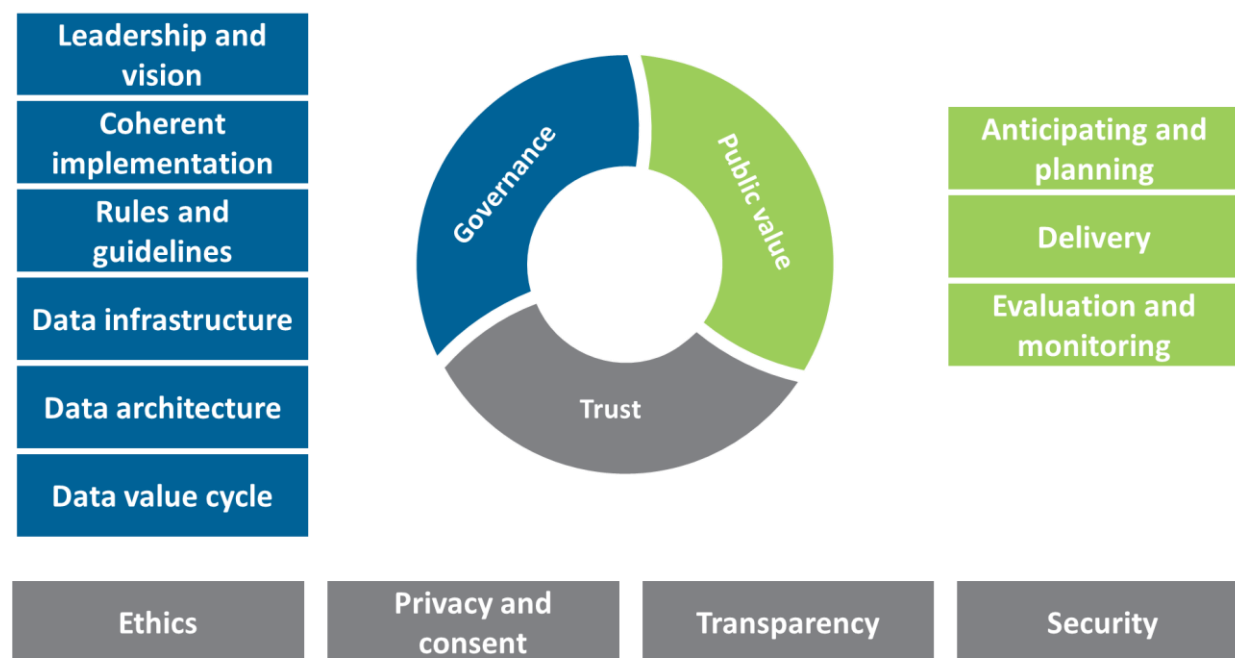 Leadership and
vision
Coherent
implementation
Rules and
guidelines
Data infrastructure
Data architecture
Data value cycle
Governance
Public value
Trust
Anticipating and
planning
Delivery
Evaluation and
monitoring
Ethics
Privacy and
consent
Transparency
Security